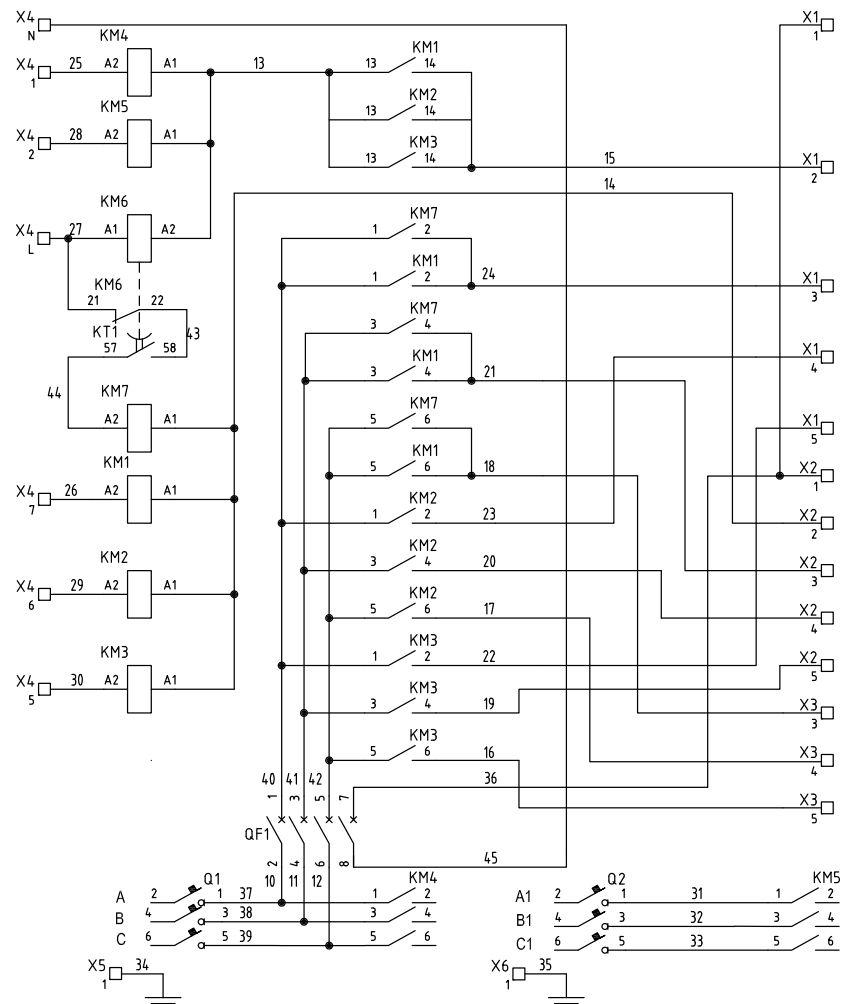 X4 X1
N 1
KM4 KM1
X4 25 A2 A1 13 13 14
1
KM5 KM2
13 14
X4 28 A2 A1 KM3
2
13 14 15 X1
2
14
KM6 KM7
X4 27 A1 A2 1 2
L
KM6 KM1 24
1 2 X1
3
21 22 KM7
KT1 43 3 4
57 58 KM1 X1
4
44 3 4 21
KM7 KM7
A2 A1 5 6 X1
5
KM1 KM1
5 6 18 X2
1
X4 26 A2 A1 KM2
7
1 2 23 X2
2
KM2 KM2
3 4 20 X2
3
X4 29 A2 A1 KM2
6
5 6 17 X2
4
KM3 KM3
1 2 22 X2
5
X4 30 A2 A1 KM3
5
3 4 19 X3
3
KM3
5 6 16 X3
4
40 41 42 36
1 3 5 7 X3
5
QF1
2 4 6 8 45
10 11 12
Q1 KM4 Q2 KM5
A 2 1 37 1 2 A1 2 1 31 1 2
B 4 3 38 3 4 B1 4 3 32 3 4
C 6 5 39 5 6 C1 6 5 33 5 6
X5 34 X6 35
1 1